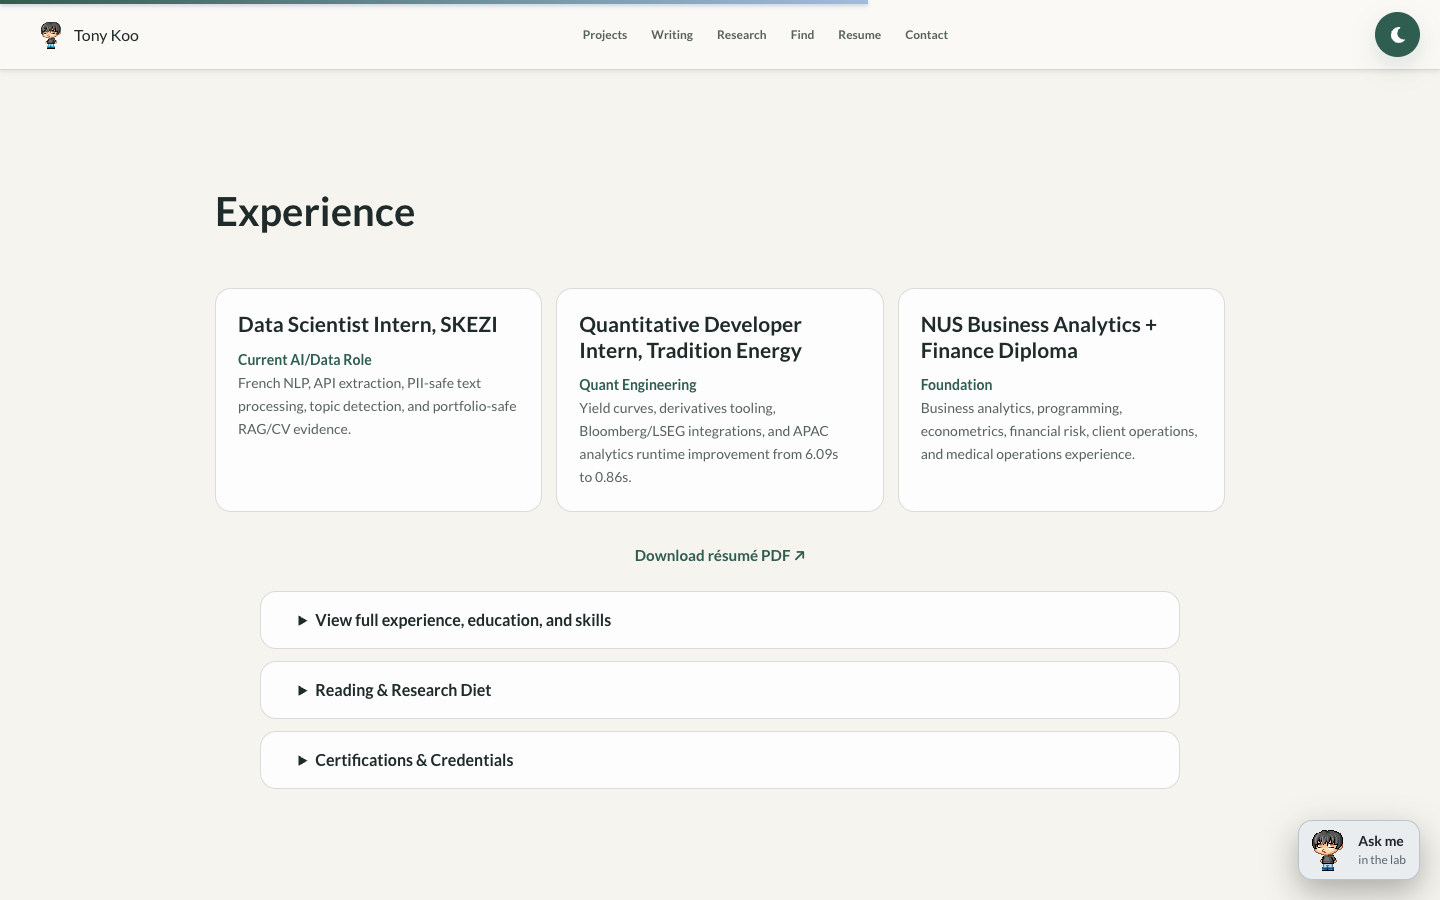 Tony Koo
Projects
Writing
Research
Find
Resume
Contact
Experience
Data Scientist Intern, SKEZI
Current AI/Data Role
French NLP, API extraction, PII-safe text
processing, topic detection, and portfolio-safe
RAG/CV evidence.
Quantitative Developer
Intern, Tradition Energy
Quant Engineering
Yield curves, derivatives tooling,
Bloomberg/LSEG integrations, and APAC
analytics runtime improvement from 6.09s
to 0.86s.
NUS Business Analytics +
Finance Diploma
Foundation
Business analytics, programming,
econometrics, financial risk, client operations,
and medical operations experience.
Download résumé PDF ↗
View full experience, education, and skills
Reading & Research Diet
Certifications & Credentials
Ask me
in the lab